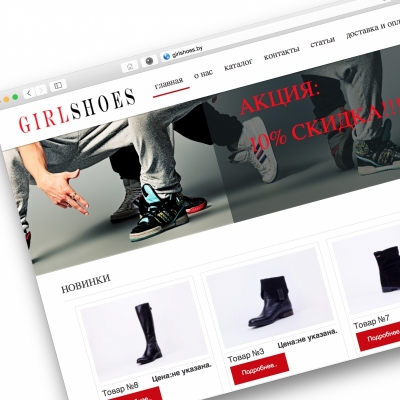 girlshoes.by
GIRLSHOES
главная о нас каталог контакты статьи доставка и опл
АКЦИЯ:
10% СКИДКА!!!
НОВИНКИ
Товар №8 Цена:не указана.
Товар №3 Цена:не указана.
Подробнее..
Товар №7
Подробнее..